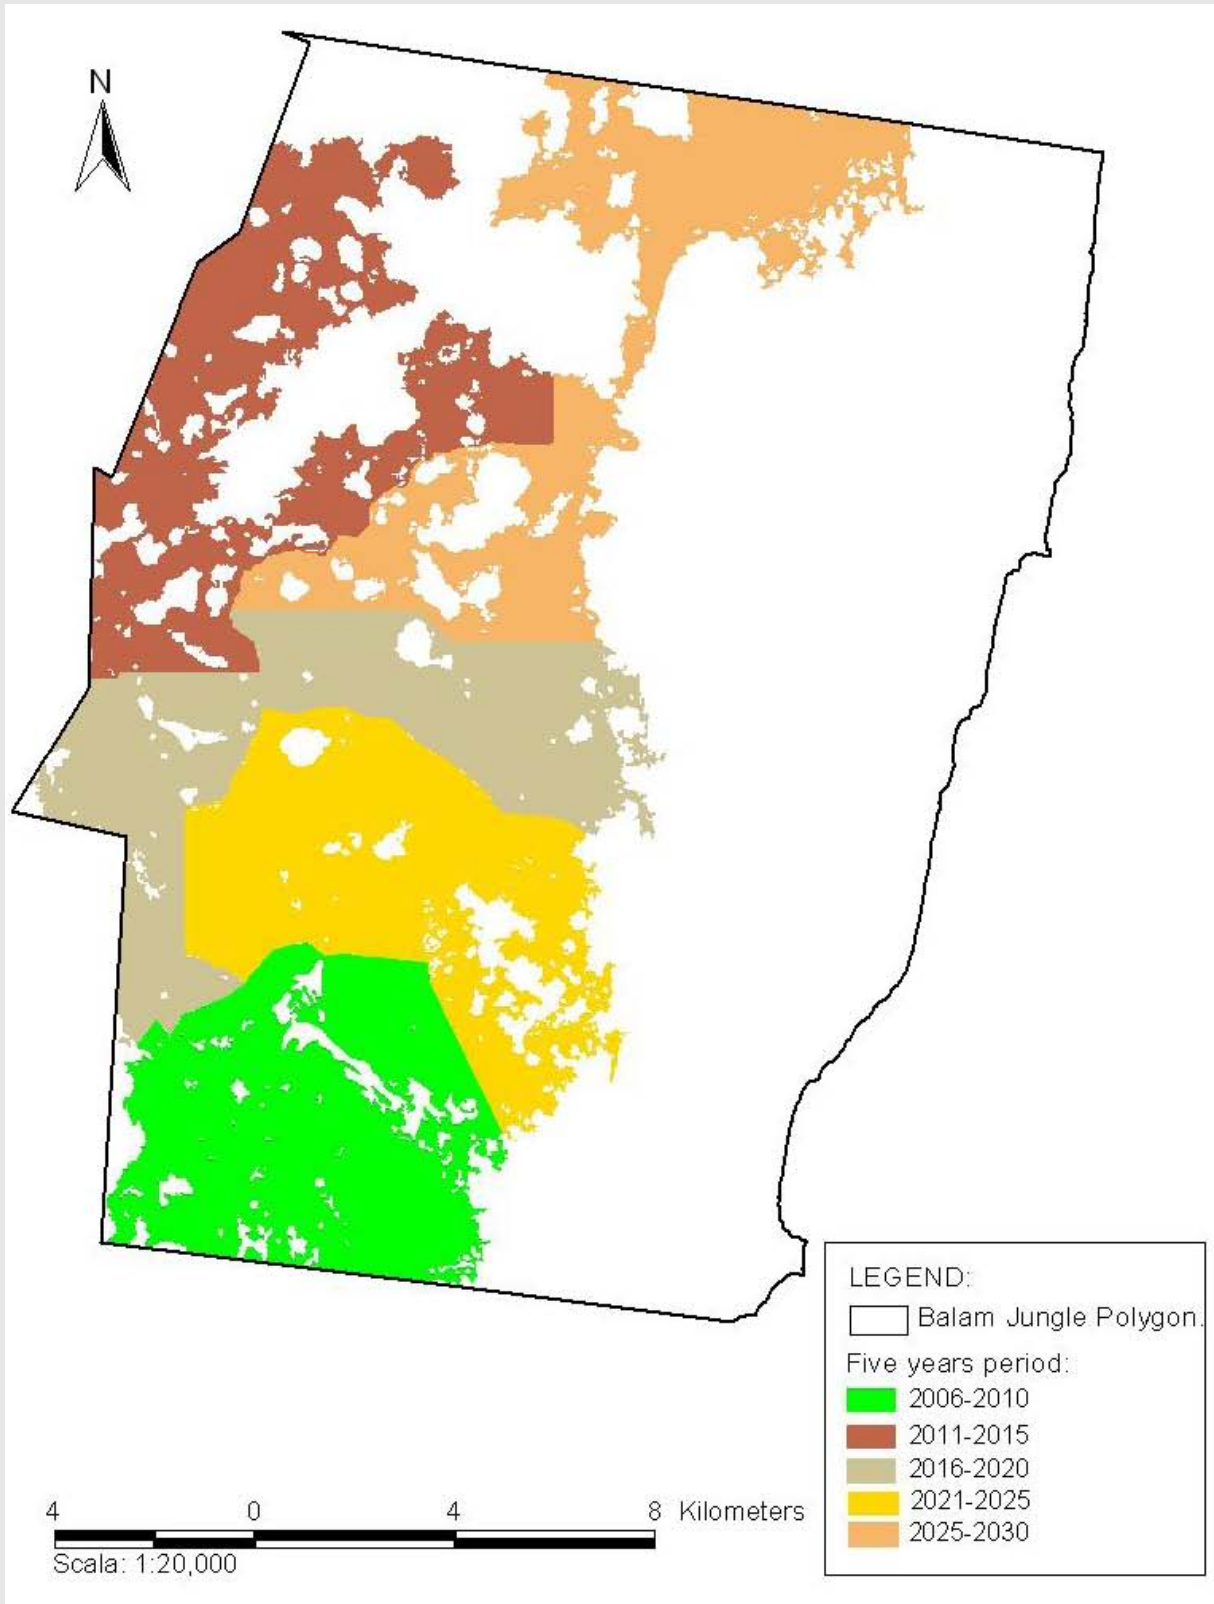 N
LEGEND:
Balam Jungle Polygon.
Five years period:
2006-2010
2011-2015
2016-2020
2021-2025
2025-2030
4 0 4 8 Kilometers
Scala: 1:20,000